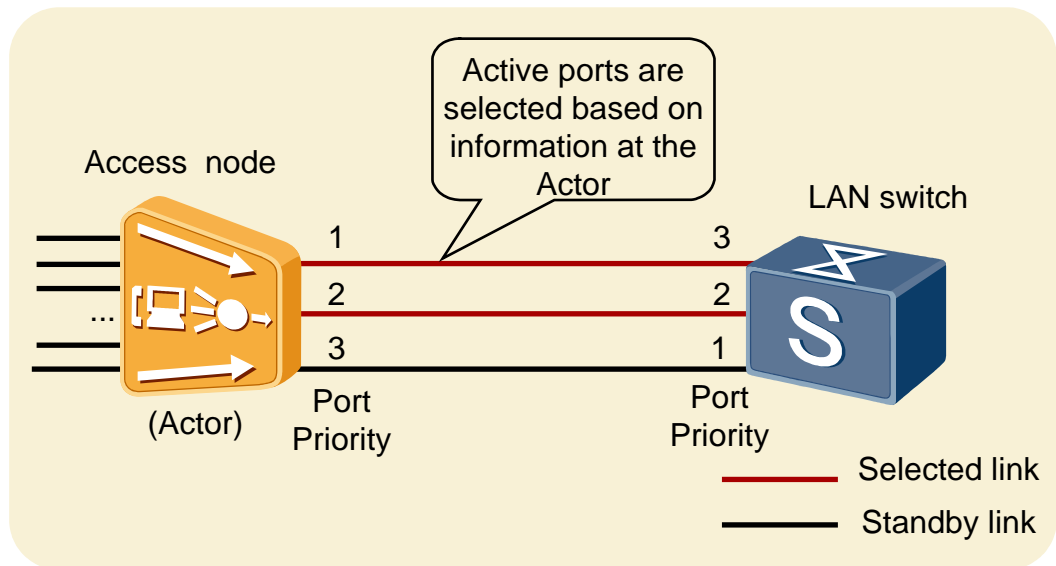 Active ports are
selected based on
information at the
Actor
Access node
LAN switch
1
3
2
2
...
3
1
S
(Actor)
Port
Priority
Port
Priority
Selected link
Standby link